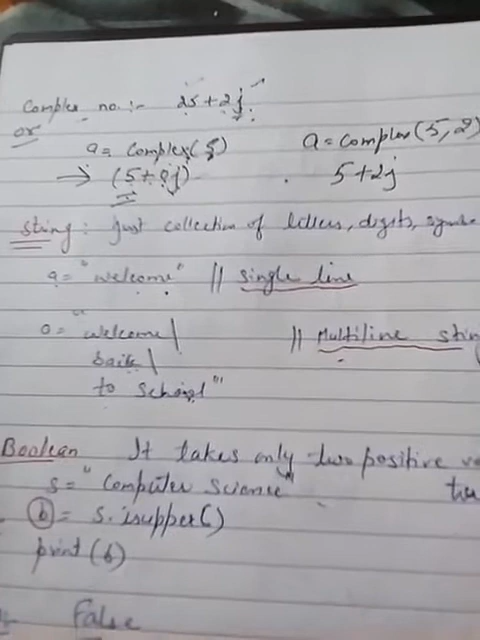 Complex no. :- 25+2j
or
a = complex(5) a = complex(5,2)
→ (5+0j) 5+2j
string : just collection of letters, digits,
a = "welcome" // single line
a = "welcome\ // Multiline
back\
to school"
Boolean It takes only two positive
s = "Computer Science"
b = s.isupper()
print(b)
False